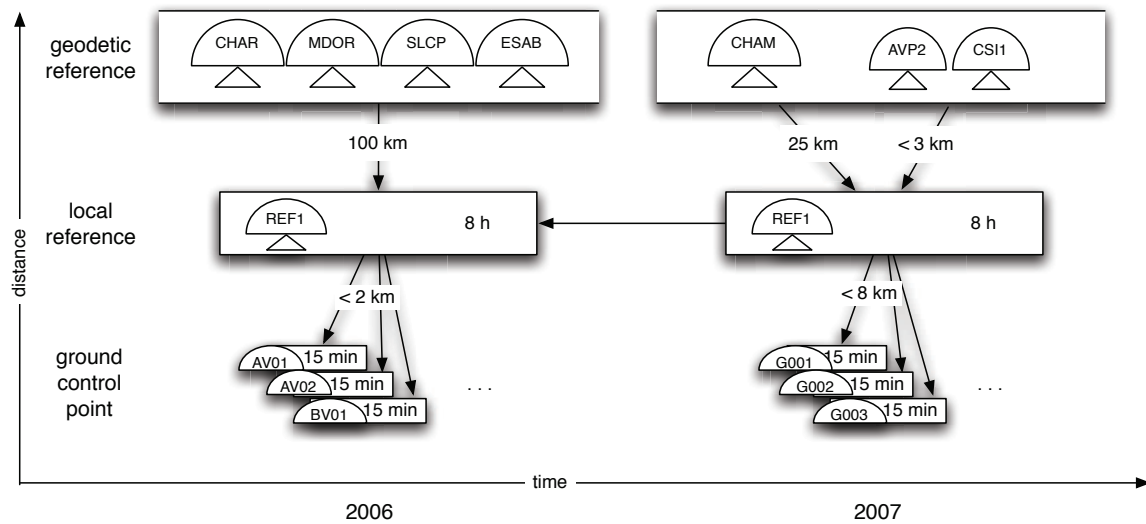 geodetic
reference
CHAR MDOR SLCP ESAB
CHAM AVP2 CSI1
100 km
25 km < 3 km
local
reference
REF1 8 h
REF1 8 h
< 2 km
< 8 km
ground
control
point
AV01 15 min
AV02 15 min
BV01 15 min
. . .
G001 15 min
G002 15 min
G003 15 min
. . .
distance
time
2006
2007